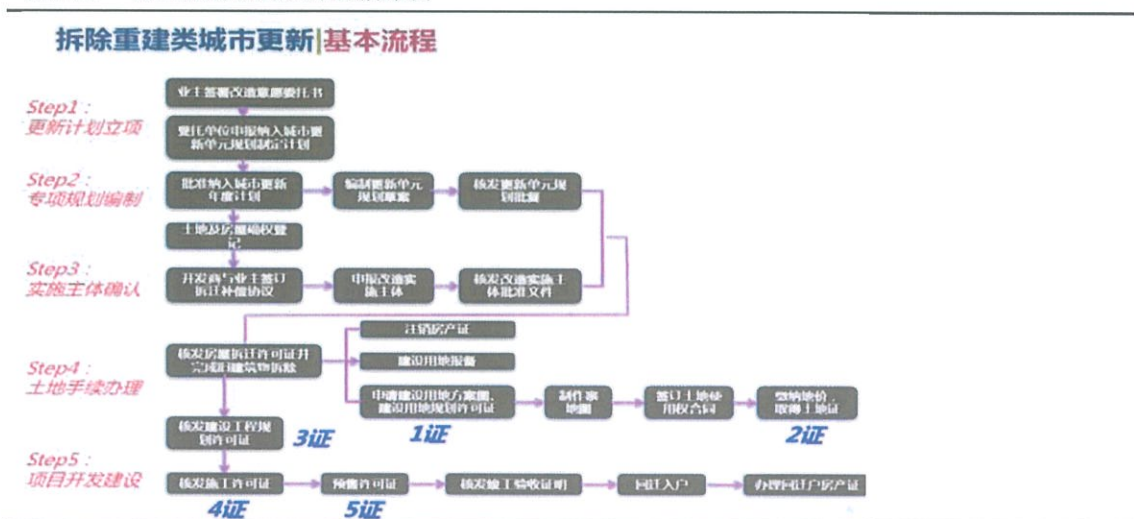 拆除重建类城市更新|基本流程
Step1：
更新计划立项
业主签署改造意愿委托书
受托单位申报纳入城市更
新单元规划制定计划
Step2：
专项规划编制
批准纳入城市更新
年度计划
编制更新单元
规划草案
核发更新单元规
划批复
土地及房屋确权登
记
Step3：
实施主体确认
开发商与业主签订
拆迁补偿协议
申报改造实
施主体
核发改造实施主
体批准文件
Step4：
土地手续办理
核发房屋拆迁许可证并
完成旧建筑物拆除
注销房产证
建设用地报备
申请建设用地方案图、
建设用地规划许可证
1证
制作宗
地图
签订土地使
用权合同
缴纳地价、
取得土地证
2证
核发建设工程规
划许可证
3证
Step5：
项目开发建设
核发施工许可证
4证
预售许可证
5证
核发竣工验收证明
回迁入户
办理回迁户房产证